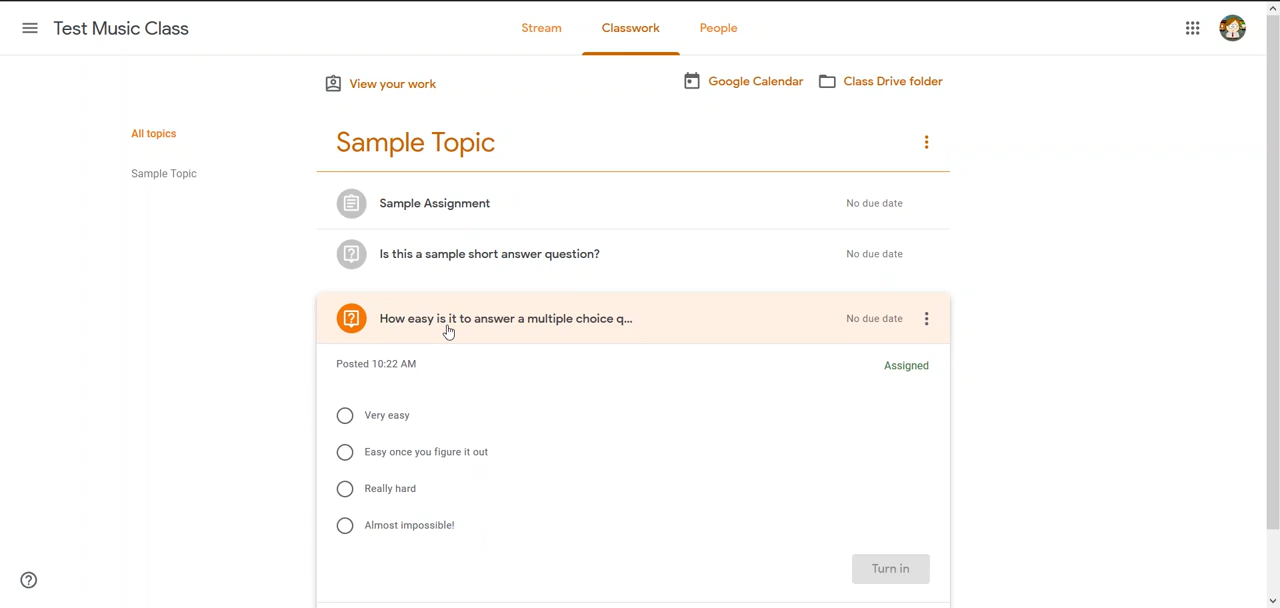 Test Music Class
Stream
Classwork
People
View your work
Google Calendar
Class Drive folder
All topics
Sample Topic
Sample Topic
Sample Assignment
No due date
Is this a sample short answer question?
No due date
How easy is it to answer a multiple choice q...
No due date
Posted 10:22 AM
Assigned
Very easy
Easy once you figure it out
Really hard
Almost impossible!
Turn in